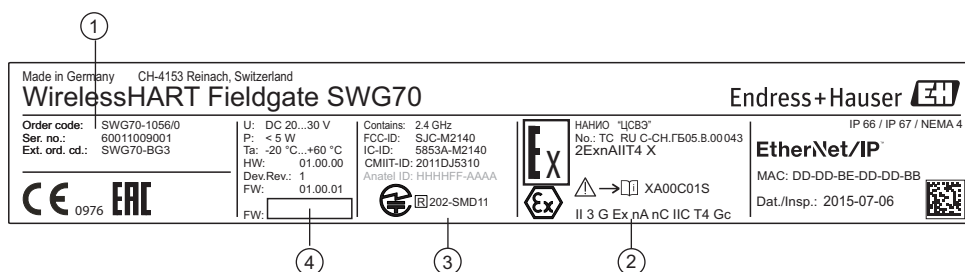 1
Made in Germany CH-4153 Reinach, Switzerland
WirelessHART Fieldgate SWG70
Endress+Hauser EH
Order code: SWG70-1056/0
Ser. no.: 60011009001
Ext. ord. cd.: SWG70-BG3
CE 0976 EAC
U: DC 20...30 V
P: < 5 W
Ta: -20 °C...+60 °C
HW: 01.00.00
Dev.Rev.: 1
FW: 01.00.01
FW:
Contains: 2.4 GHz
FCC-ID: SJC-M2140
IC-ID: 5853A-M2140
CMIIT-ID: 2011DJ5310
Anatel ID: HHHHFF-AAAA
R 202-SMD11
Ex
НАНИО "ЦСВЭ"
No.: TC RU C-CH.ГБ05.B.00043
2ExnAIIT4 X
XA00C01S
Ex
II 3 G Ex nA nC IIC T4 Gc
IP 66 / IP 67 / NEMA 4
EtherNet/IP
MAC: DD-DD-BE-DD-DD-BB
Dat./Insp.: 2015-07-06
4
3
2